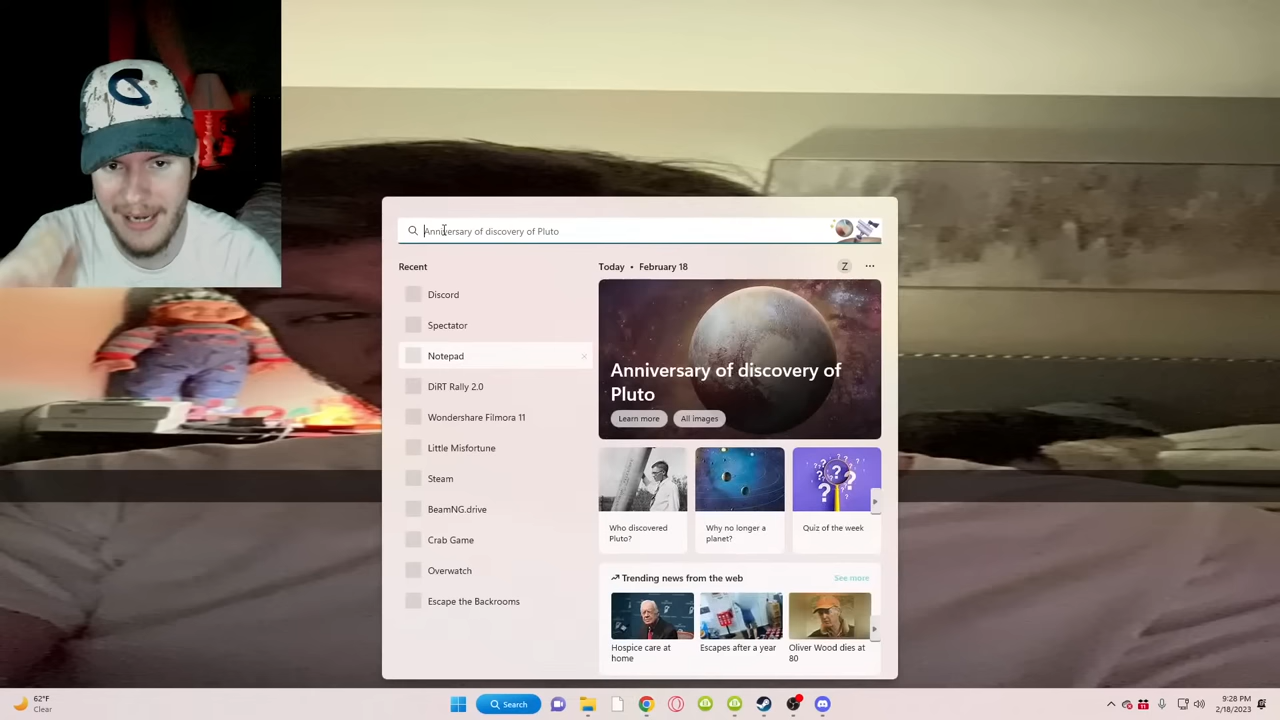 Anniversary of discovery of Pluto
Recent
Discord
Spectator
Notepad
DiRT Rally 2.0
Wondershare Filmora 11
Little Misfortune
Steam
BeamNG.drive
Crab Game
Overwatch
Escape the Backrooms
Today • February 18
Z
Anniversary of discovery of
Pluto
Learn more
All images
Who discovered
Pluto?
Why no longer a
planet?
Quiz of the week
Trending news from the web
See more
Hospice care at
home
Escapes after a year
Oliver Wood dies at
80
62°F
Clear
Search
9:28 PM
2/18/2023